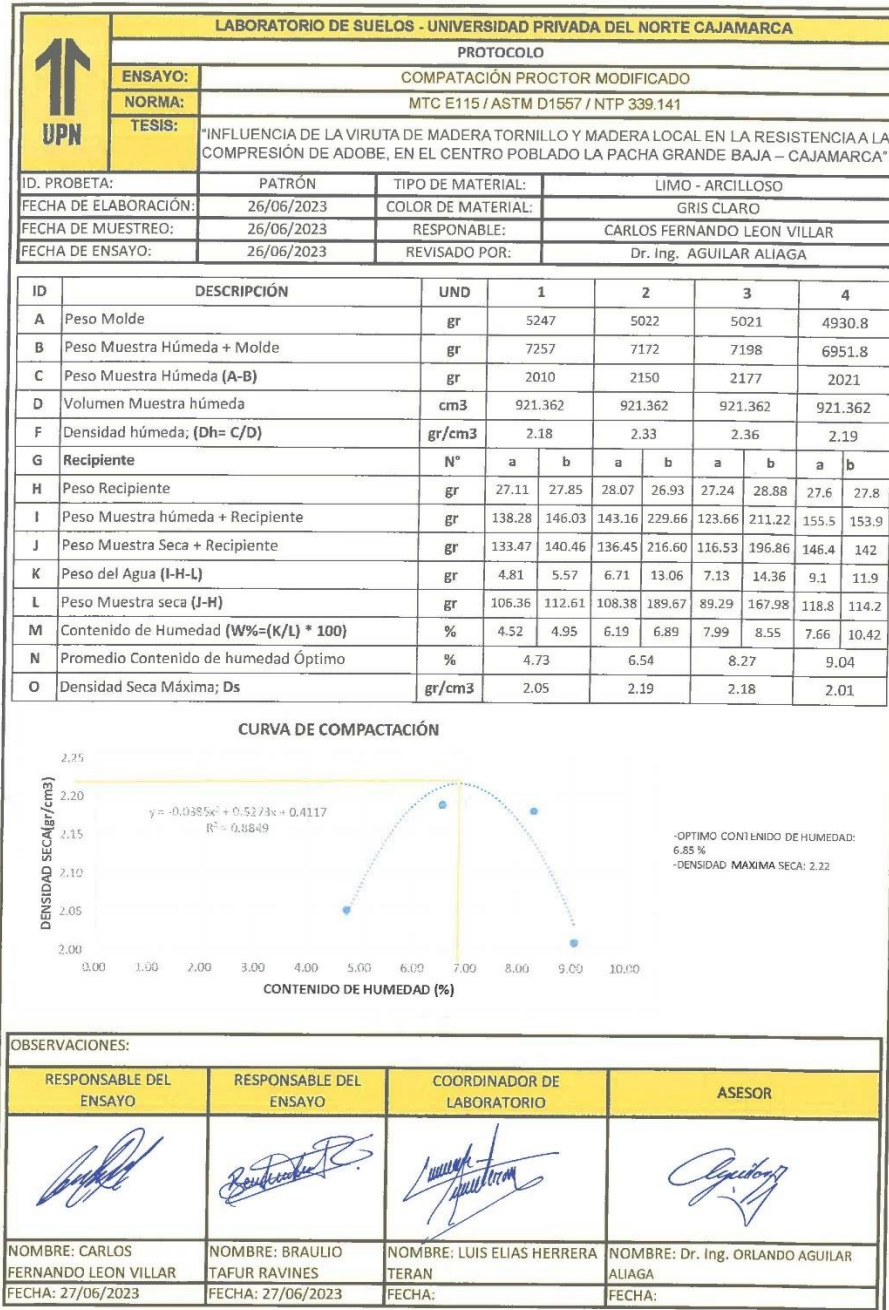 LABORATORIO DE SUELOS - UNIVERSIDAD PRIVADA DEL NORTE CAJAMARCA
PROTOCOLO
UPN
ENSAYO: COMPATACIÓN PROCTOR MODIFICADO
NORMA: MTC E115 / ASTM D1557 / NTP 339.141
TESIS: "INFLUENCIA DE LA VIRUTA DE MADERA TORNILLO Y MADERA LOCAL EN LA RESISTENCIA A LA
COMPRESIÓN DE ADOBE, EN EL CENTRO POBLADO LA PACHA GRANDE BAJA – CAJAMARCA"
ID. PROBETA: PATRÓN TIPO DE MATERIAL: LIMO - ARCILLOSO
FECHA DE ELABORACIÓN: 26/06/2023 COLOR DE MATERIAL: GRIS CLARO
FECHA DE MUESTREO: 26/06/2023 RESPONABLE: CARLOS FERNANDO LEON VILLAR
FECHA DE ENSAYO: 26/06/2023 REVISADO POR: Dr. Ing. AGUILAR ALIAGA
ID DESCRIPCIÓN UND 1 2 3 4
A Peso Molde gr 5247 5022 5021 4930.8
B Peso Muestra Húmeda + Molde gr 7257 7172 7198 6951.8
C Peso Muestra Húmeda (A-B) gr 2010 2150 2177 2021
D Volumen Muestra húmeda cm3 921.362 921.362 921.362 921.362
F Densidad húmeda; (Dh= C/D) gr/cm3 2.18 2.33 2.36 2.19
G Recipiente N° a b a b a b a b
H Peso Recipiente gr 27.11 27.85 28.07 26.93 27.24 28.88 27.6 27.8
I Peso Muestra húmeda + Recipiente gr 138.28 146.03 143.16 229.66 123.66 211.22 155.5 153.9
J Peso Muestra Seca + Recipiente gr 133.47 140.46 136.45 216.60 116.53 196.86 146.4 142
K Peso del Agua (I-H-L) gr 4.81 5.57 6.71 13.06 7.13 14.36 9.1 11.9
L Peso Muestra seca (J-H) gr 106.36 112.61 108.38 189.67 89.29 167.98 118.8 114.2
M Contenido de Humedad (W%=(K/L) * 100) % 4.52 4.95 6.19 6.89 7.99 8.55 7.66 10.42
N Promedio Contenido de humedad Óptimo % 4.73 6.54 8.27 9.04
O Densidad Seca Máxima; Ds gr/cm3 2.05 2.19 2.18 2.01
CURVA DE COMPACTACIÓN
DENSIDAD SECA(gr/cm3)
2.25
2.20
2.15
2.10
2.05
2.00
y = -0.0385x² + 0.5273x + 0.4117
R² = 0.8849
0.00 1.00 2.00 3.00 4.00 5.00 6.00 7.00 8.00 9.00 10.00
CONTENIDO DE HUMEDAD (%)
-OPTIMO CONTENIDO DE HUMEDAD:
6.85 %
-DENSIDAD MAXIMA SECA: 2.22
OBSERVACIONES:
RESPONSABLE DEL ENSAYO
RESPONSABLE DEL ENSAYO
COORDINADOR DE LABORATORIO
ASESOR
NOMBRE: CARLOS
FERNANDO LEON VILLAR
FECHA: 27/06/2023
NOMBRE: BRAULIO
TAFUR RAVINES
FECHA: 27/06/2023
NOMBRE: LUIS ELIAS HERRERA
TERAN
FECHA:
NOMBRE: Dr. Ing. ORLANDO AGUILAR
ALIAGA
FECHA: